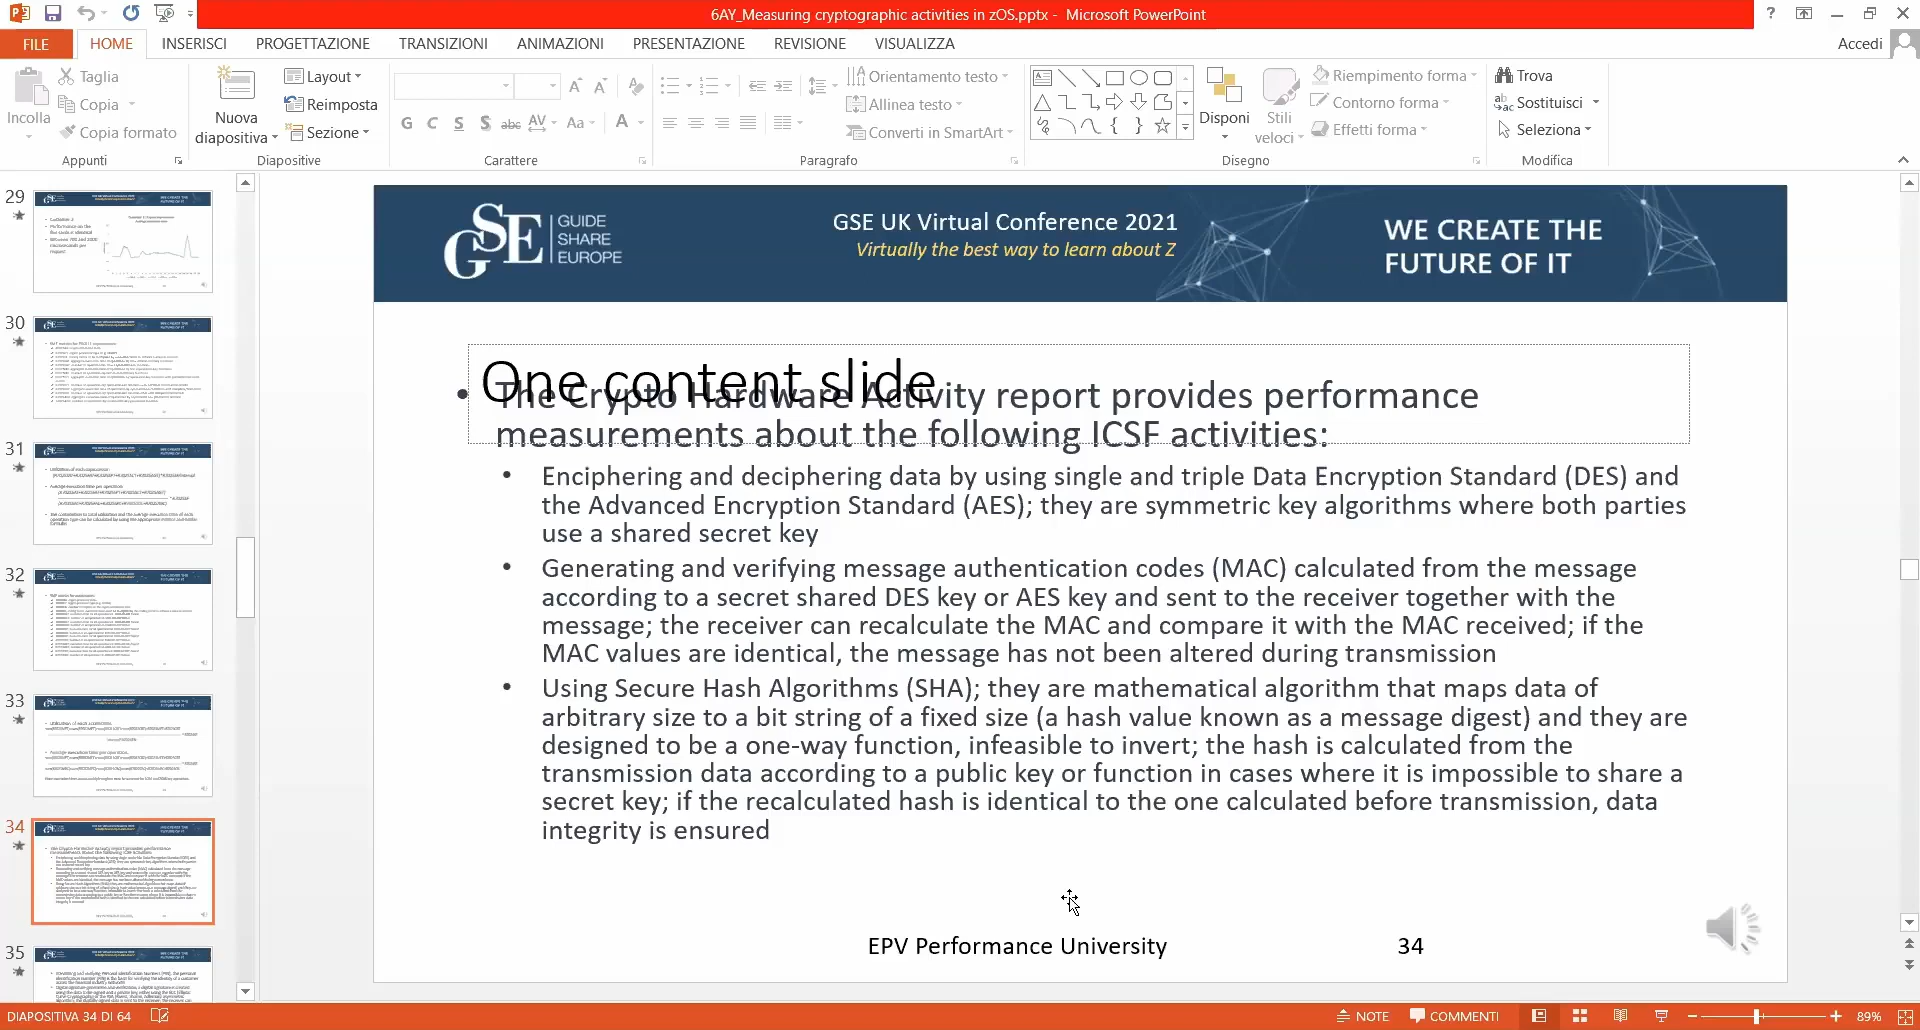 6AY_Measuring cryptographic activities in zOS.pptx - Microsoft PowerPoint
FILE HOME INSERISCI PROGETTAZIONE TRANSIZIONI ANIMAZIONI PRESENTAZIONE REVISIONE VISUALIZZA Accedi
Incolla
Taglia
Copia
Copia formato
Appunti
Nuova
diapositiva
Layout
Reimposta
Sezione
Diapositive
G C S S abc AV Aa A
Carattere
Orientamento testo
Allinea testo
Converti in SmartArt
Paragrafo
Disponi
Stili
veloci
Riempimento forma
Contorno forma
Effetti forma
Disegno
Trova
Sostituisci
Seleziona
Modifica
29
30
31
32
33
34
35
GSE GUIDE
SHARE
EUROPE
GSE UK Virtual Conference 2021
Virtually the best way to learn about Z
WE CREATE THE
FUTURE OF IT
One content slide
• The Crypto Hardware Activity report provides performance
measurements about the following ICSF activities:
• Enciphering and deciphering data by using single and triple Data Encryption Standard (DES) and
the Advanced Encryption Standard (AES); they are symmetric key algorithms where both parties
use a shared secret key
• Generating and verifying message authentication codes (MAC) calculated from the message
according to a secret shared DES key or AES key and sent to the receiver together with the
message; the receiver can recalculate the MAC and compare it with the MAC received; if the
MAC values are identical, the message has not been altered during transmission
• Using Secure Hash Algorithms (SHA); they are mathematical algorithm that maps data of
arbitrary size to a bit string of a fixed size (a hash value known as a message digest) and they are
designed to be a one-way function, infeasible to invert; the hash is calculated from the
transmission data according to a public key or function in cases where it is impossible to share a
secret key; if the recalculated hash is identical to the one calculated before transmission, data
integrity is ensured
EPV Performance University 34
DIAPOSITIVA 34 DI 64
NOTE COMMENTI 89%